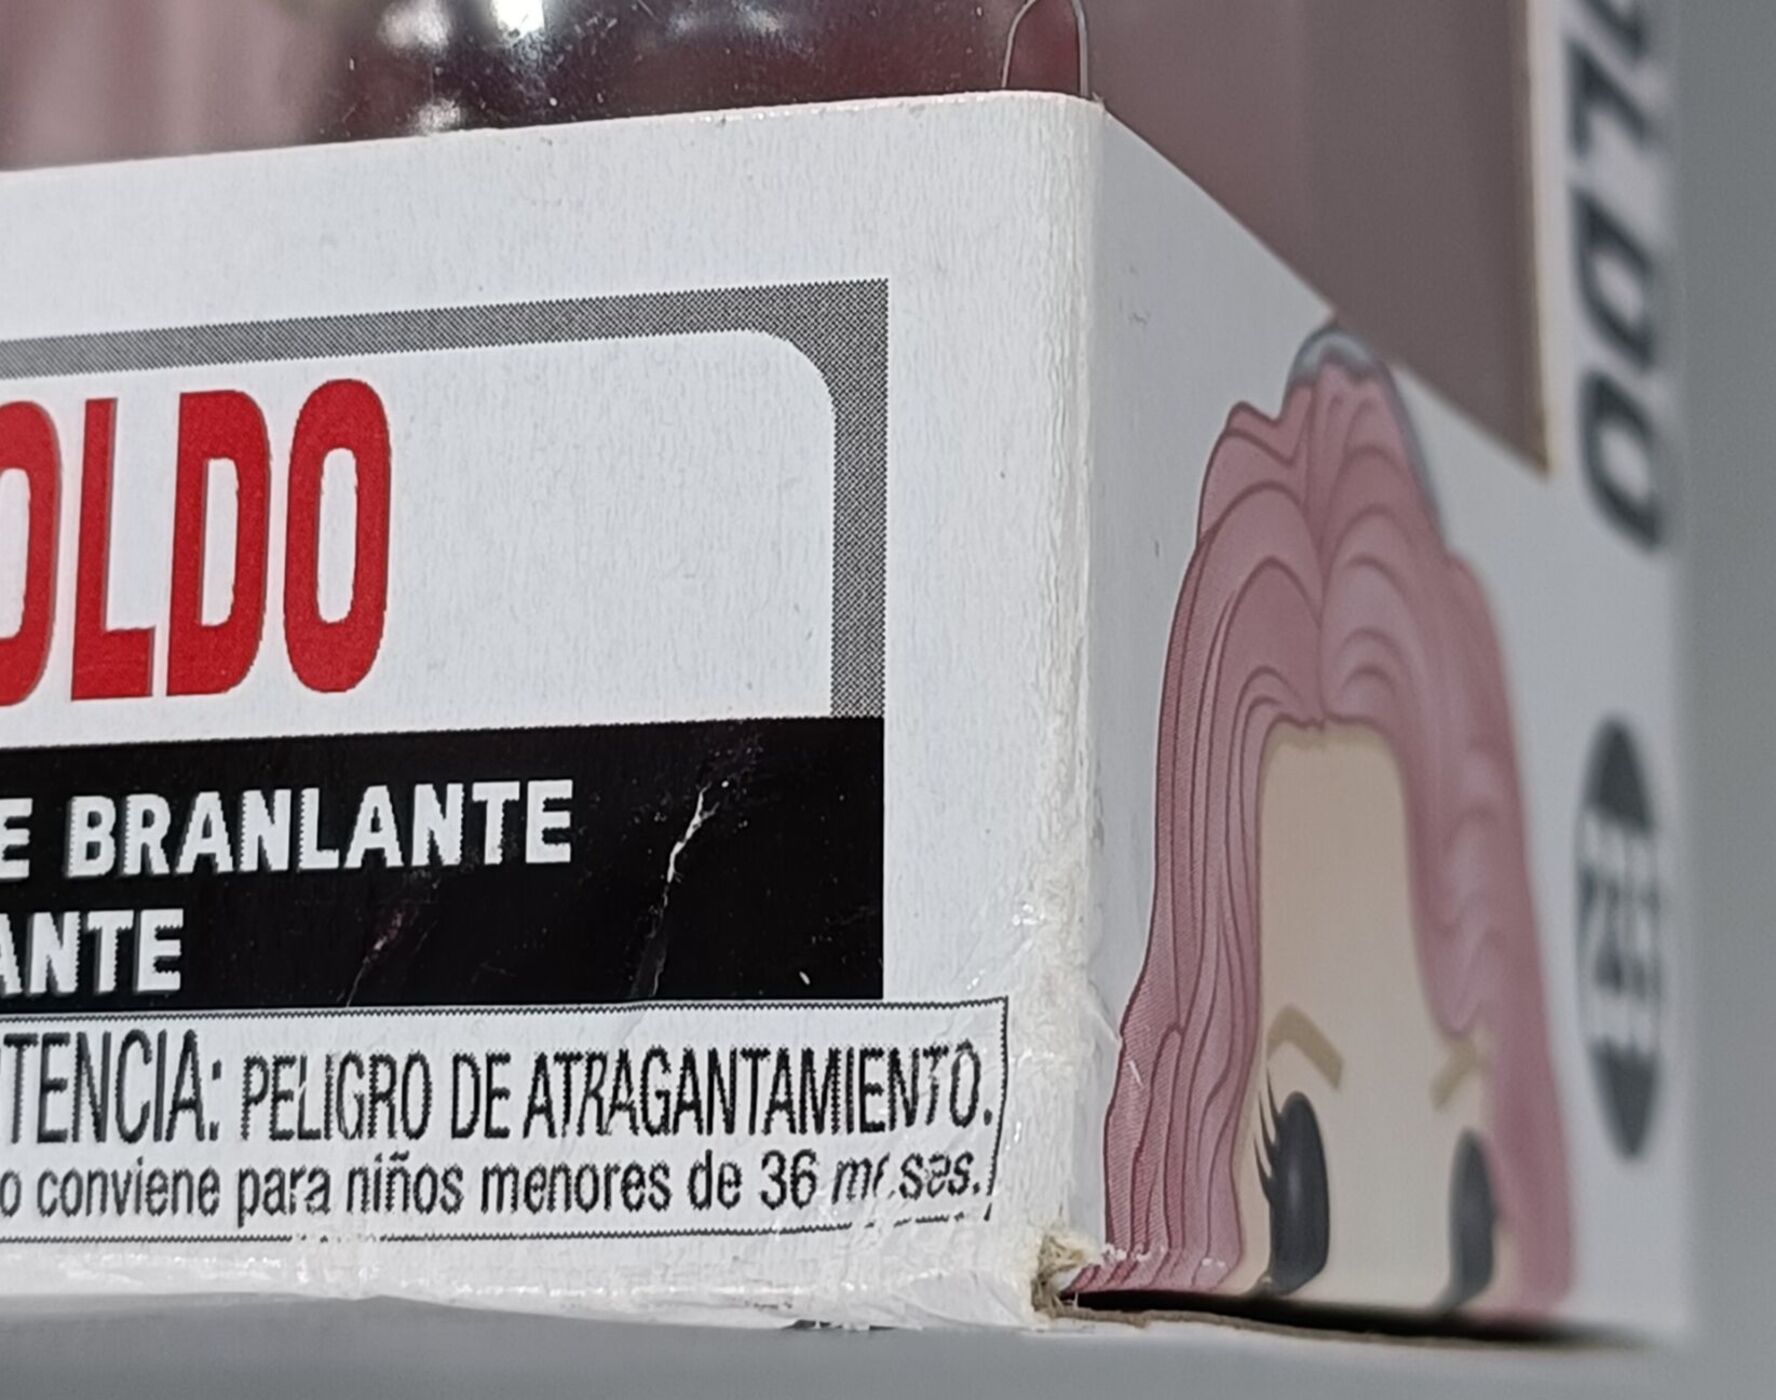 OLDO
E BRANLANTE
ANTE
TENCIA: PELIGRO DE ATRAGANTAMIENTO.
o conviene para niños menores de 36 meses.